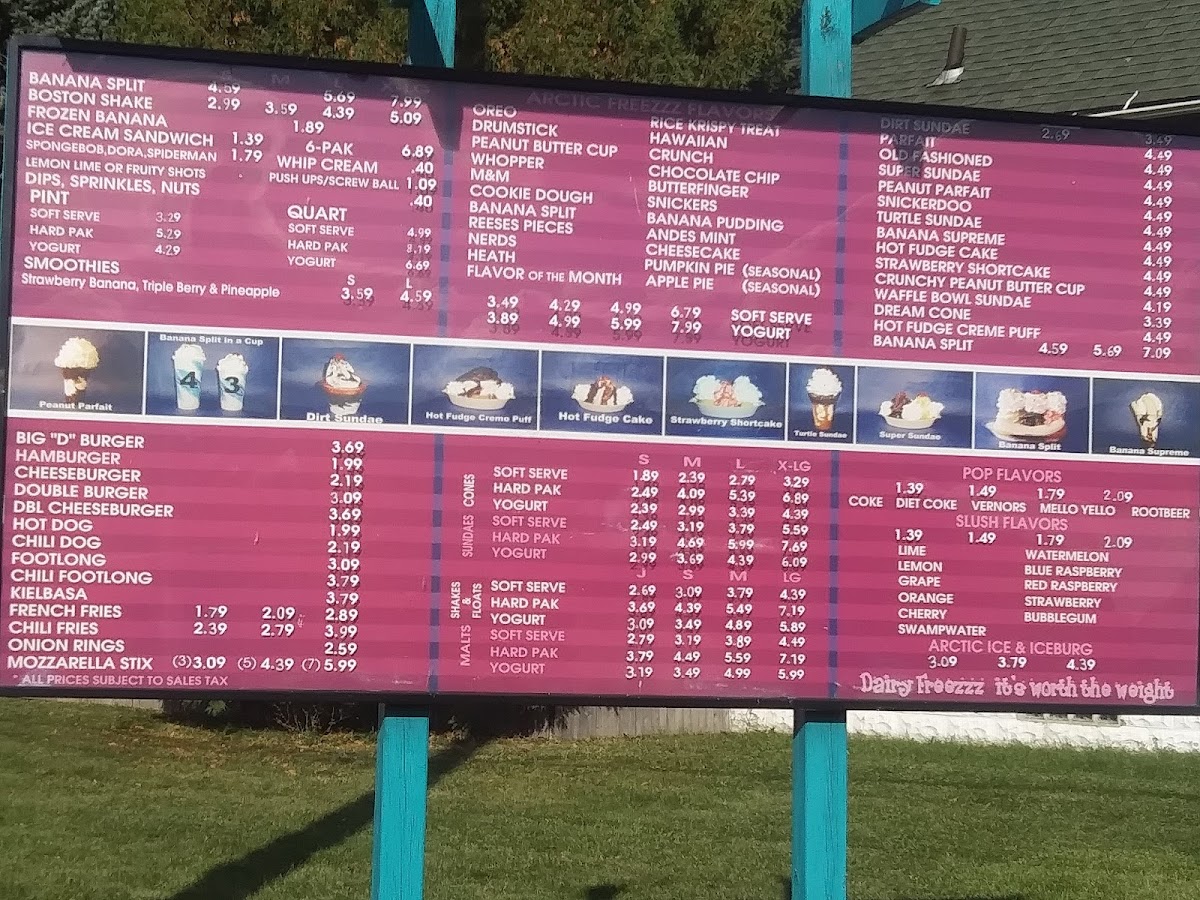 S M L X-LG
BANANA SPLIT 4.59 5.69 7.99
BOSTON SHAKE 2.99 3.59 4.39 5.09
FROZEN BANANA 1.89
ICE CREAM SANDWICH 1.39 6-PAK 6.89
SPONGEBOB,DORA,SPIDERMAN 1.79 WHIP CREAM .40
LEMON LIME OR FRUITY SHOTS PUSH UPS/SCREW BALL 1.09
DIPS, SPRINKLES, NUTS .40
PINT QUART
SOFT SERVE 3.29 SOFT SERVE 4.99
HARD PAK 5.29 HARD PAK 8.19
YOGURT 4.29 YOGURT 6.69
SMOOTHIES S L
Strawberry Banana, Triple Berry & Pineapple 3.59 4.59
ARCTIC FREEZZZ FLAVORS
OREO RICE KRISPY TREAT
DRUMSTICK HAWAIIAN
PEANUT BUTTER CUP CRUNCH
WHOPPER CHOCOLATE CHIP
M&M BUTTERFINGER
COOKIE DOUGH SNICKERS
BANANA SPLIT BANANA PUDDING
REESES PIECES ANDES MINT
NERDS CHEESECAKE
HEATH PUMPKIN PIE (SEASONAL)
FLAVOR OF THE MONTH APPLE PIE (SEASONAL)
3.49 4.29 4.99 6.79 SOFT SERVE
3.89 4.99 5.99 7.99 YOGURT
DIRT SUNDAE 2.69 3.49
PARFAIT 4.49
OLD FASHIONED 4.49
SUPER SUNDAE 4.49
PEANUT PARFAIT 4.49
SNICKERDOO 4.49
TURTLE SUNDAE 4.49
BANANA SUPREME 4.49
HOT FUDGE CAKE 4.49
STRAWBERRY SHORTCAKE 4.49
CRUNCHY PEANUT BUTTER CUP 4.49
WAFFLE BOWL SUNDAE 4.19
DREAM CONE 3.39
HOT FUDGE CREME PUFF 4.49
BANANA SPLIT 4.59 5.69 7.09
Peanut Parfait
Banana Split in a Cup
4 3
Dirt Sundae
Hot Fudge Creme Puff
Hot Fudge Cake
Strawberry Shortcake
Turtle Sundae
Super Sundae
Banana Split
Banana Supreme
BIG "D" BURGER 3.69
HAMBURGER 1.99
CHEESEBURGER 2.19
DOUBLE BURGER 3.09
DBL CHEESEBURGER 3.69
HOT DOG 1.99
CHILI DOG 2.19
FOOTLONG 3.09
CHILI FOOTLONG 3.79
KIELBASA 3.79
FRENCH FRIES 1.79 2.09 2.89
CHILI FRIES 2.39 2.79 3.99
ONION RINGS 2.59
MOZZARELLA STIX (3)3.09 (5) 4.39 (7) 5.99
* ALL PRICES SUBJECT TO SALES TAX
S M L X-LG
CONES
SOFT SERVE 1.89 2.39 2.79 3.29
HARD PAK 2.49 4.09 5.39 6.89
YOGURT 2.39 2.99 3.39 4.39
SUNDAES
SOFT SERVE 2.49 3.19 3.79 5.59
HARD PAK 3.19 4.69 5.99 7.69
YOGURT 2.99 3.69 4.39 6.09
J S M LG
SHAKES & FLOATS
SOFT SERVE 2.69 3.09 3.79 4.39
HARD PAK 3.69 4.39 5.49 7.19
YOGURT 3.09 3.49 4.89 5.89
MALTS
SOFT SERVE 2.79 3.19 3.89 4.49
HARD PAK 3.79 4.49 5.59 7.19
YOGURT 3.19 3.49 4.99 5.99
POP FLAVORS
1.39 1.49 1.79 2.09
COKE DIET COKE VERNORS MELLO YELLO ROOTBEER
SLUSH FLAVORS
1.39 1.49 1.79 2.09
LIME WATERMELON
LEMON BLUE RASPBERRY
GRAPE RED RASPBERRY
ORANGE STRAWBERRY
CHERRY BUBBLEGUM
SWAMPWATER
ARCTIC ICE & ICEBURG
3.09 3.79 4.39
Dairy Freezzz it's worth the weight